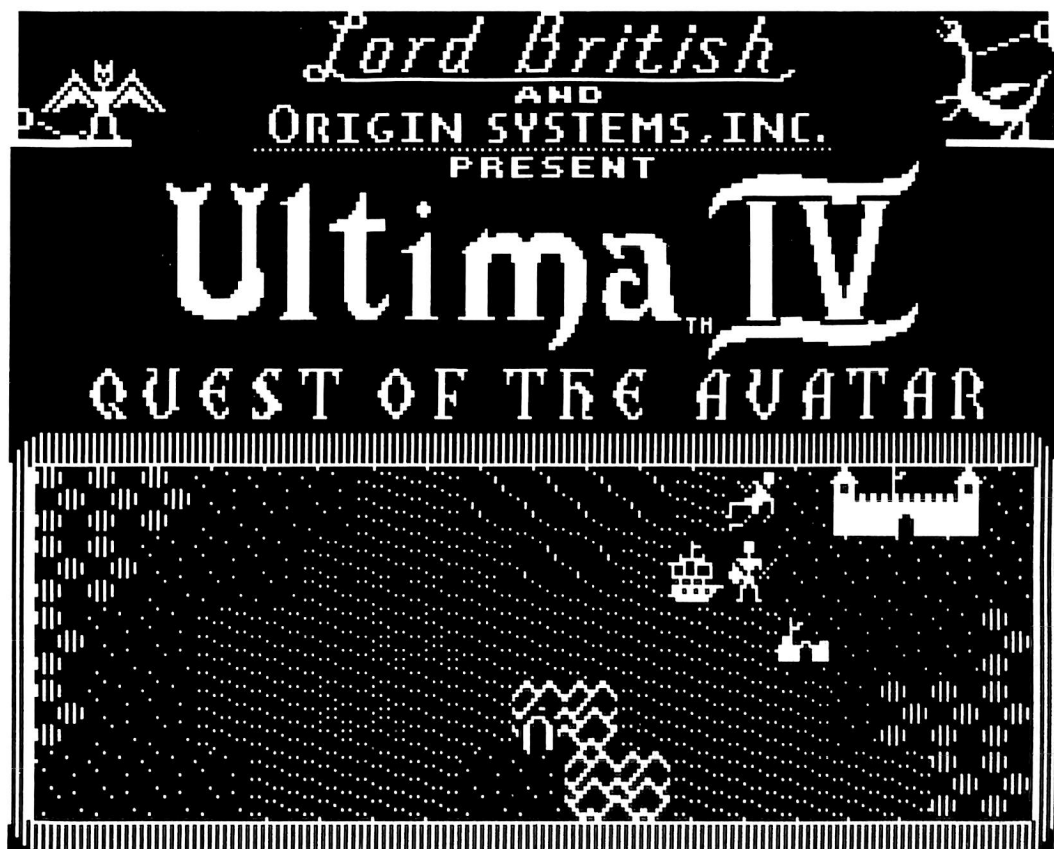 Lord British
AND
ORIGIN SYSTEMS, INC.
PRESENT
Ultima IV TM
QUEST OF THE AVATAR